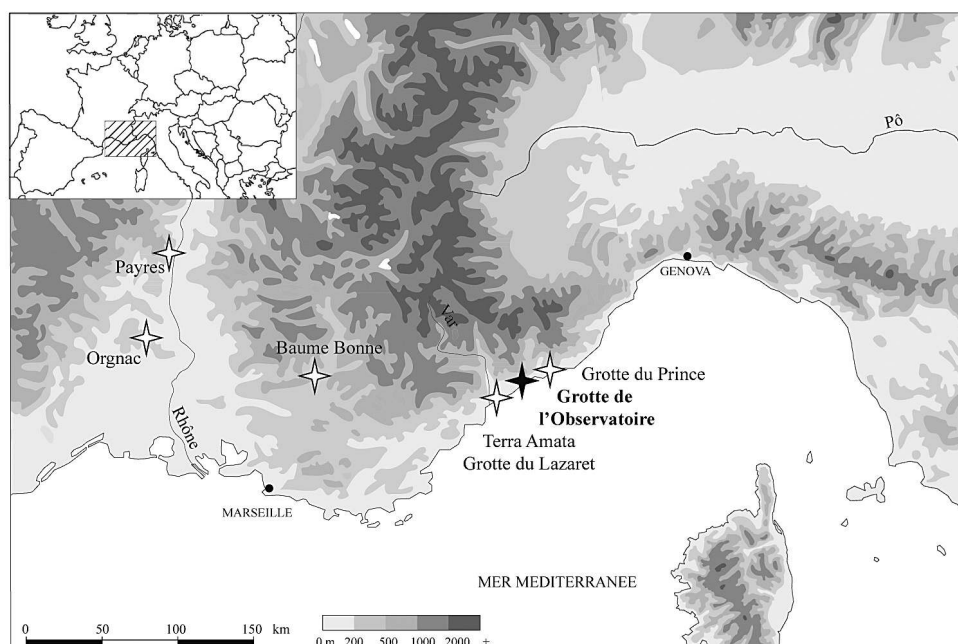 Pô
GENOVA
Payres
Var
Orgnac
Baume Bonne
Grotte du Prince
Grotte de
l'Observatoire
Rhône
Terra Amata
Grotte du Lazaret
MARSEILLE
MER MEDITERRANEE
0 50 100 150 km
0 m 200 500 1000 2000 +